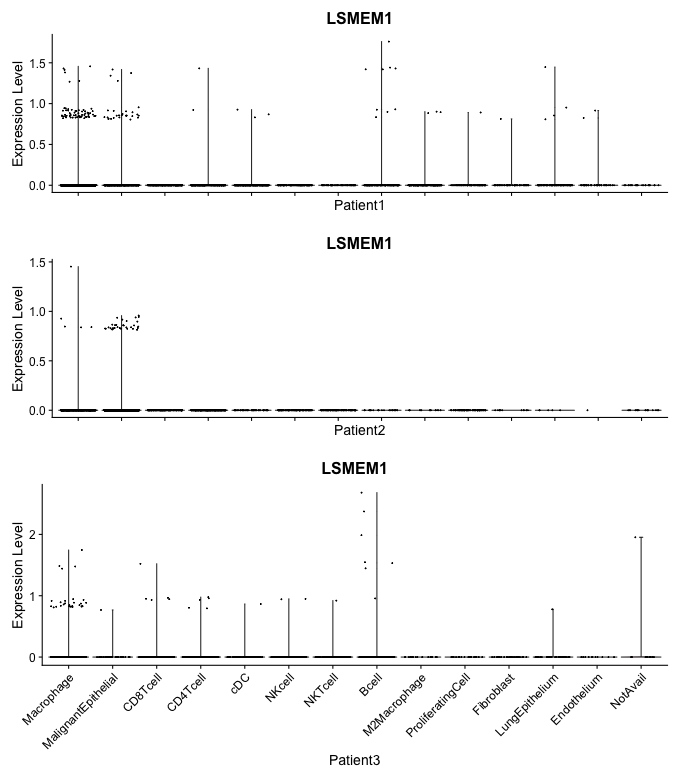 LSMEM1
Expression Level
1.5
1.0
0.5
0.0
Patient1
LSMEM1
Expression Level
1.5
1.0
0.5
0.0
Patient2
LSMEM1
Expression Level
2
1
0
Macrophage
MalignantEpithelial
CD8Tcell
CD4Tcell
cDC
NKcell
NKTcell
Bcell
M2Macrophage
ProliferatingCell
Fibroblast
LungEpithelium
Endothelium
NotAvail
Patient3